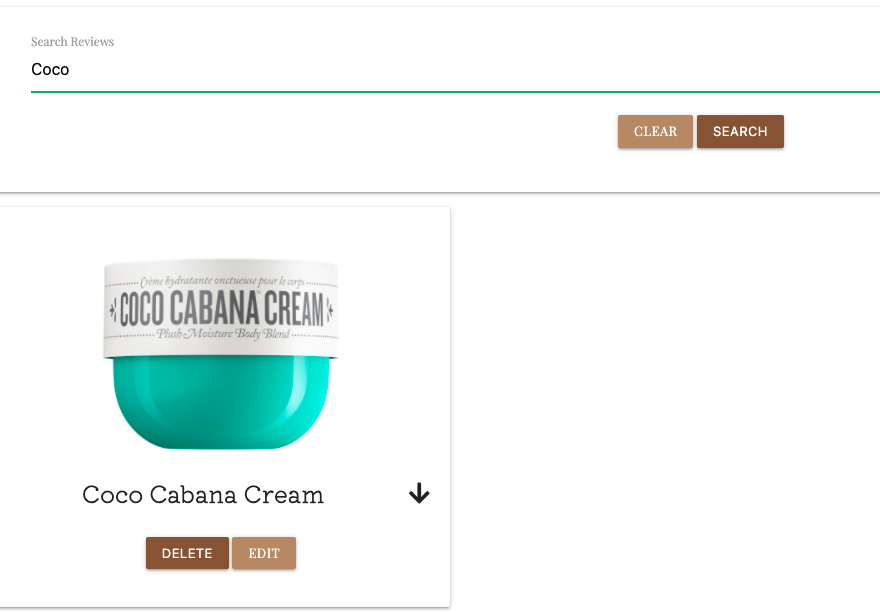 Search Reviews
Coco
CLEAR SEARCH
Crème hydratante onctueuse pour le corps
COCO CABANA CREAM
Plush Moisture Body Blend
Coco Cabana Cream
DELETE EDIT